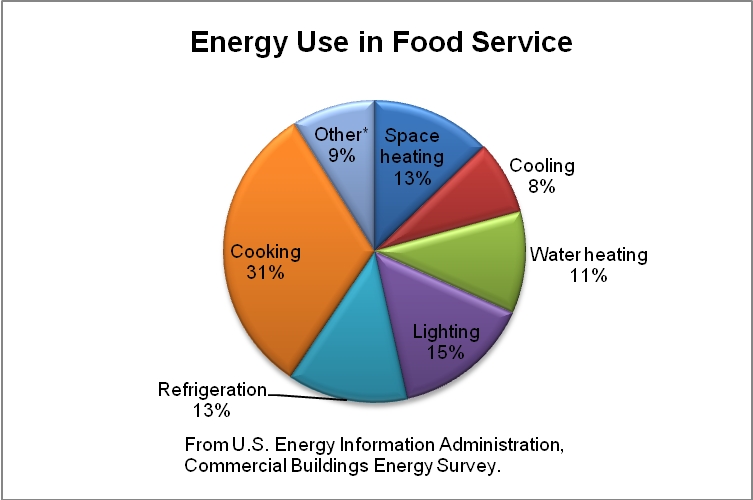 Energy Use in Food Service
Other*
9%
Space
heating
13%
Cooling
8%
Water heating
11%
Lighting
15%
Refrigeration
13%
Cooking
31%
From U.S. Energy Information Administration,
Commercial Buildings Energy Survey.